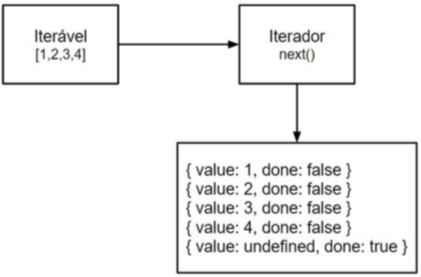 Iterável
[1,2,3,4]
Iterador
next()
{ value: 1, done: false }
{ value: 2, done: false }
{ value: 3, done: false }
{ value: 4, done: false }
{ value: undefined, done: true }